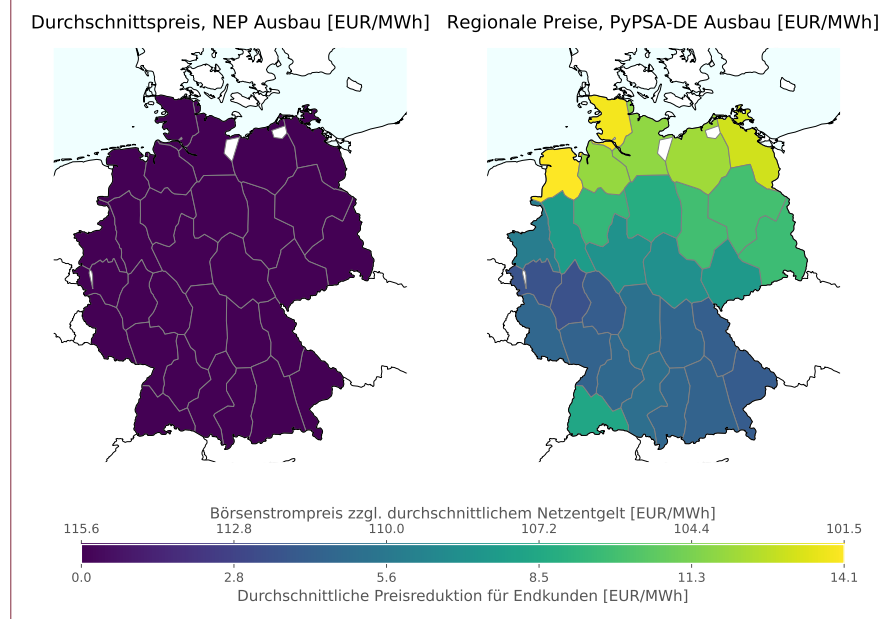 Durchschnittspreis, NEP Ausbau [EUR/MWh]
Regionale Preise, PyPSA-DE Ausbau [EUR/MWh]
Börsenstrompreis zzgl. durchschnittlichem Netzentgelt [EUR/MWh]
115.6 112.8 110.0 107.2 104.4 101.5
0.0 2.8 5.6 8.5 11.3 14.1
Durchschnittliche Preisreduktion für Endkunden [EUR/MWh]